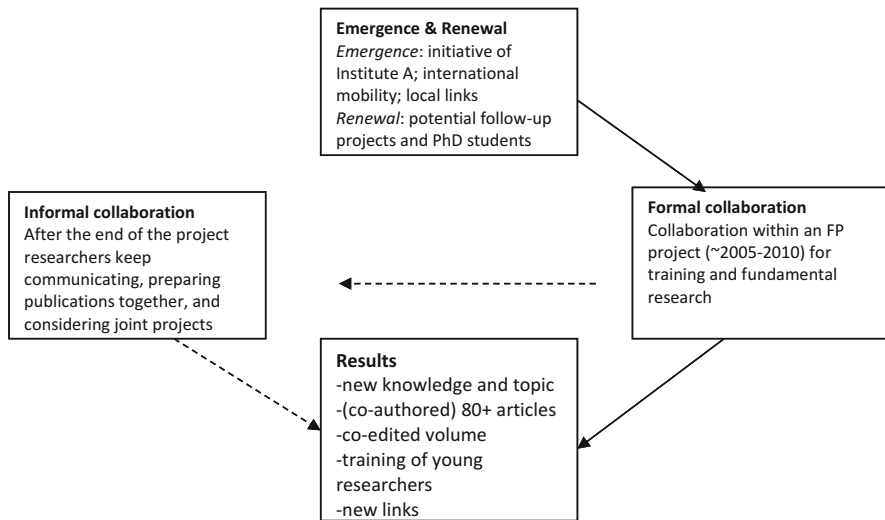 Emergence & Renewal
Emergence: initiative of
Institute A; international
mobility; local links
Renewal: potential follow-up
projects and PhD students
Informal collaboration
After the end of the project
researchers keep
communicating, preparing
publications together, and
considering joint projects
Formal collaboration
Collaboration within an FP
project (~2005-2010) for
training and fundamental
research
Results
-new knowledge and topic
-(co-authored) 80+ articles
-co-edited volume
-training of young
researchers
-new links